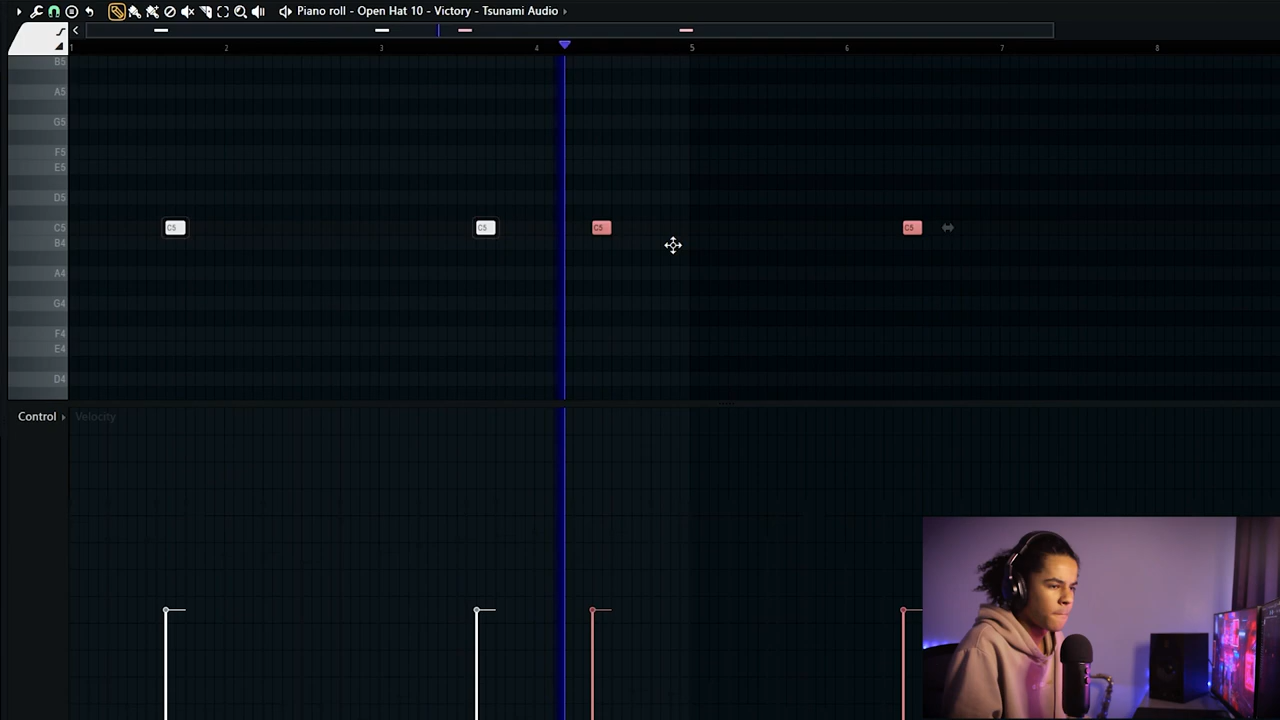 Piano roll - Open Hat 10 - Victory - Tsunami Audio
1 2 3 4 5 6 7 8
B5
A5
G5
F5
E5
D5
C5 C5 C5 C5 C5
B4
A4
G4
F4
E4
D4
Control Velocity